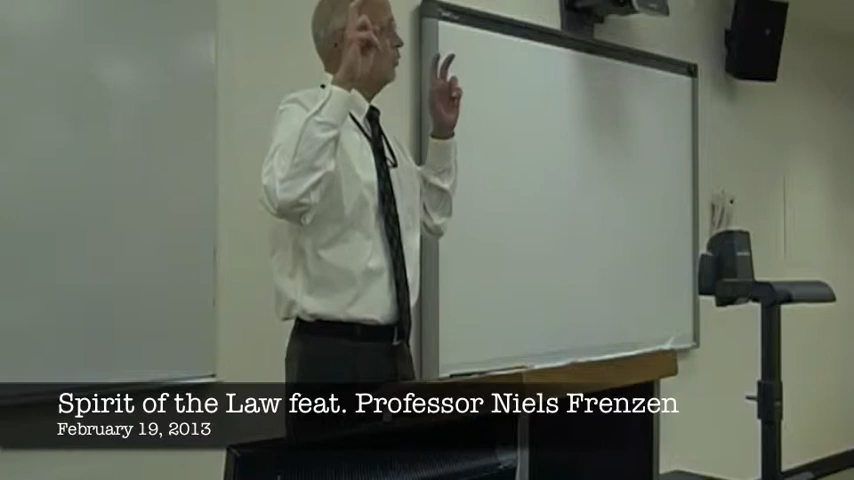 Spirit of the Law feat. Professor Niels Frenzen
February 19, 2013